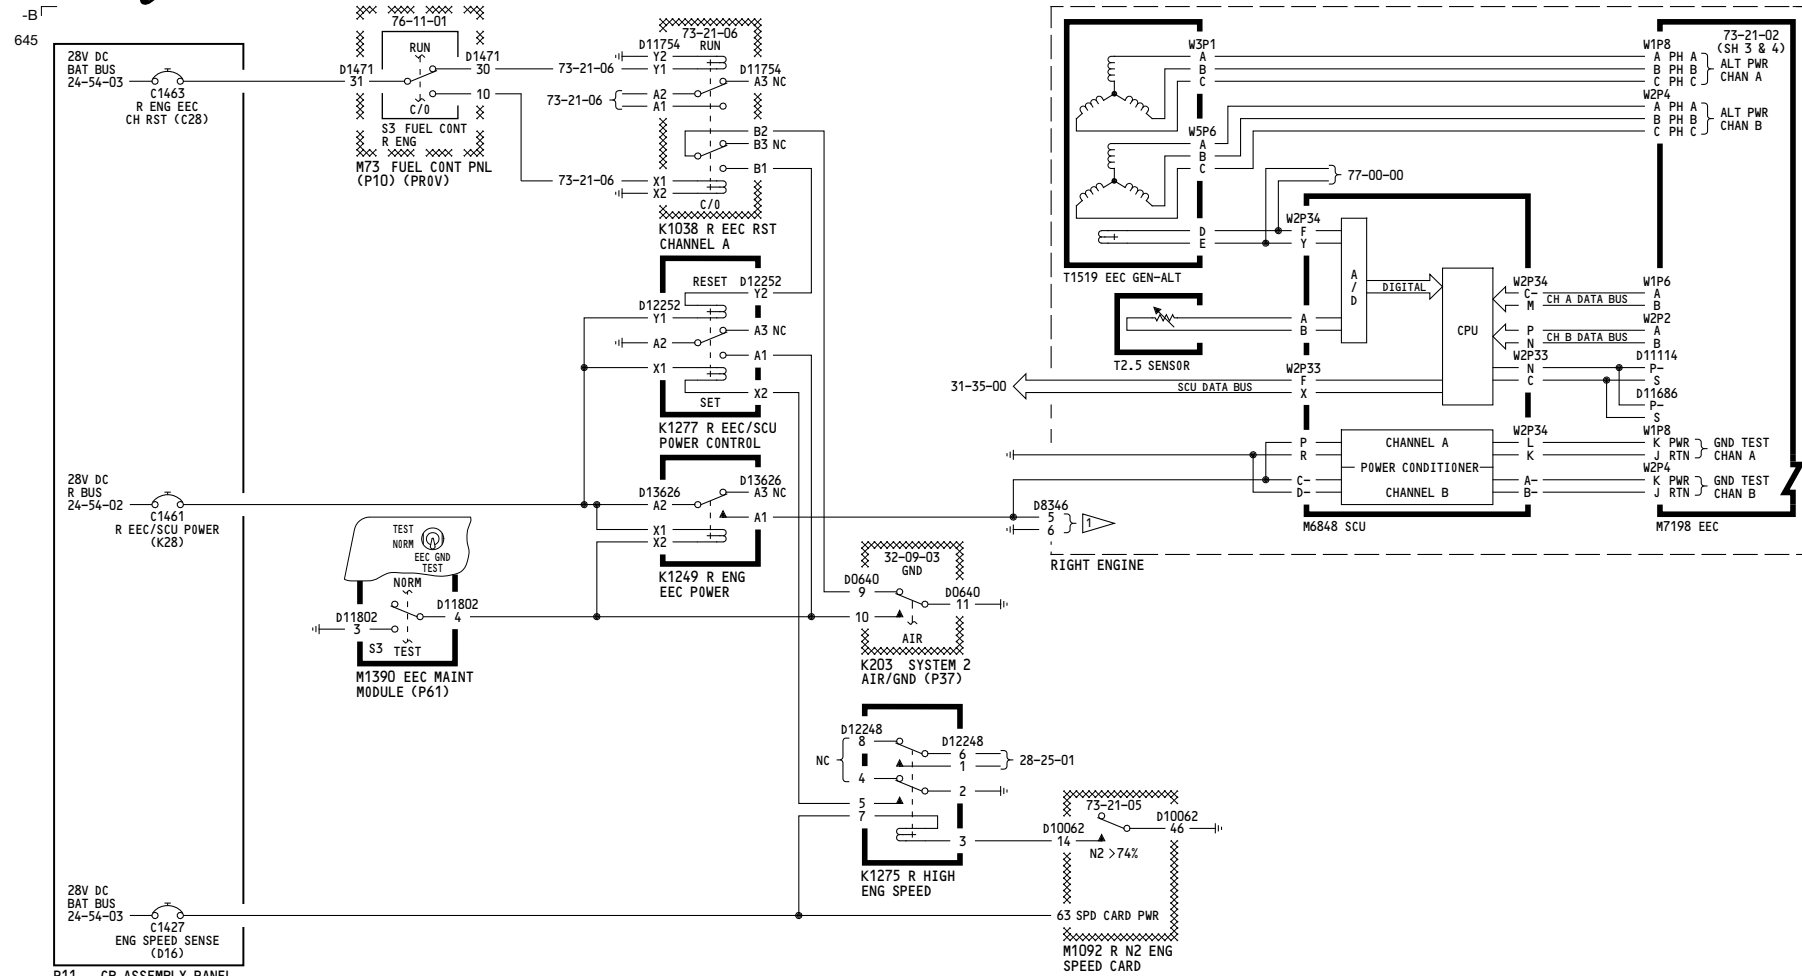 -B
645
28V DC
BAT BUS
24-54-03
C1463
R ENG EEC
CH RST (C28)
76-11-01
RUN
D1471
31
D1471
30
10
C/O
S3 FUEL CONT
R ENG
M73 FUEL CONT PNL
(P10) (PROV)
73-21-06
73-21-06
73-21-06
73-21-06
RUN
D11754
Y2
Y1
D11754
A3 NC
A2
A1
B2
B3 NC
B1
X1
X2
C/O
K1038 R EEC RST
CHANNEL A
RESET
D12252
Y2
D12252
Y1
A3 NC
A2
A1
X1
X2
SET
K1277 R EEC/SCU
POWER CONTROL
28V DC
R BUS
24-54-02
C1461
R EEC/SCU POWER
(K28)
D13626
A2
D13626
A3 NC
A1
X1
X2
K1249 R ENG
EEC POWER
TEST
NORM
EEC GND
TEST
NORM
D11802
3
D11802
4
S3 TEST
M1390 EEC MAINT
MODULE (P61)
32-09-03
GND
D0640
9
D0640
11
10
AIR
K203 SYSTEM 2
AIR/GND (P37)
D12248
8
NC
4
5
7
D12248
6
1
2
3
28-25-01
K1275 R HIGH
ENG SPEED
73-21-05
D10062
14
D10062
46
N2 >74%
63 SPD CARD PWR
M1092 R N2 ENG
SPEED CARD
28V DC
BAT BUS
24-54-03
C1427
ENG SPEED SENSE
(D16)
P11 CB ASSEMBLY PANEL
W3P1
A
B
C
W5P6
A
B
C
D
E
T1519 EEC GEN-ALT
T2.5 SENSOR
77-00-00
W2P34
F
Y
A
B
A/D
DIGITAL
CPU
W2P34
C-
M
P
N
W2P33
N
C
CH A DATA BUS
CH B DATA BUS
31-35-00
SCU DATA BUS
W2P33
F
X
P
R
C-
D-
CHANNEL A
POWER CONDITIONER
CHANNEL B
W2P34
L
K
A-
B-
M6848 SCU
D8346
5
6
1
RIGHT ENGINE
73-21-02
(SH 3 & 4)
W1P8
A PH A
B PH B
C PH C
ALT PWR
CHAN A
W2P4
A PH A
B PH B
C PH C
ALT PWR
CHAN B
W1P6
A
B
W2P2
A
B
D11114
P-
S
D11686
P-
S
W1P8
K PWR
J RTN
GND TEST
CHAN A
W2P4
K PWR
J RTN
GND TEST
CHAN B
M7198 EEC